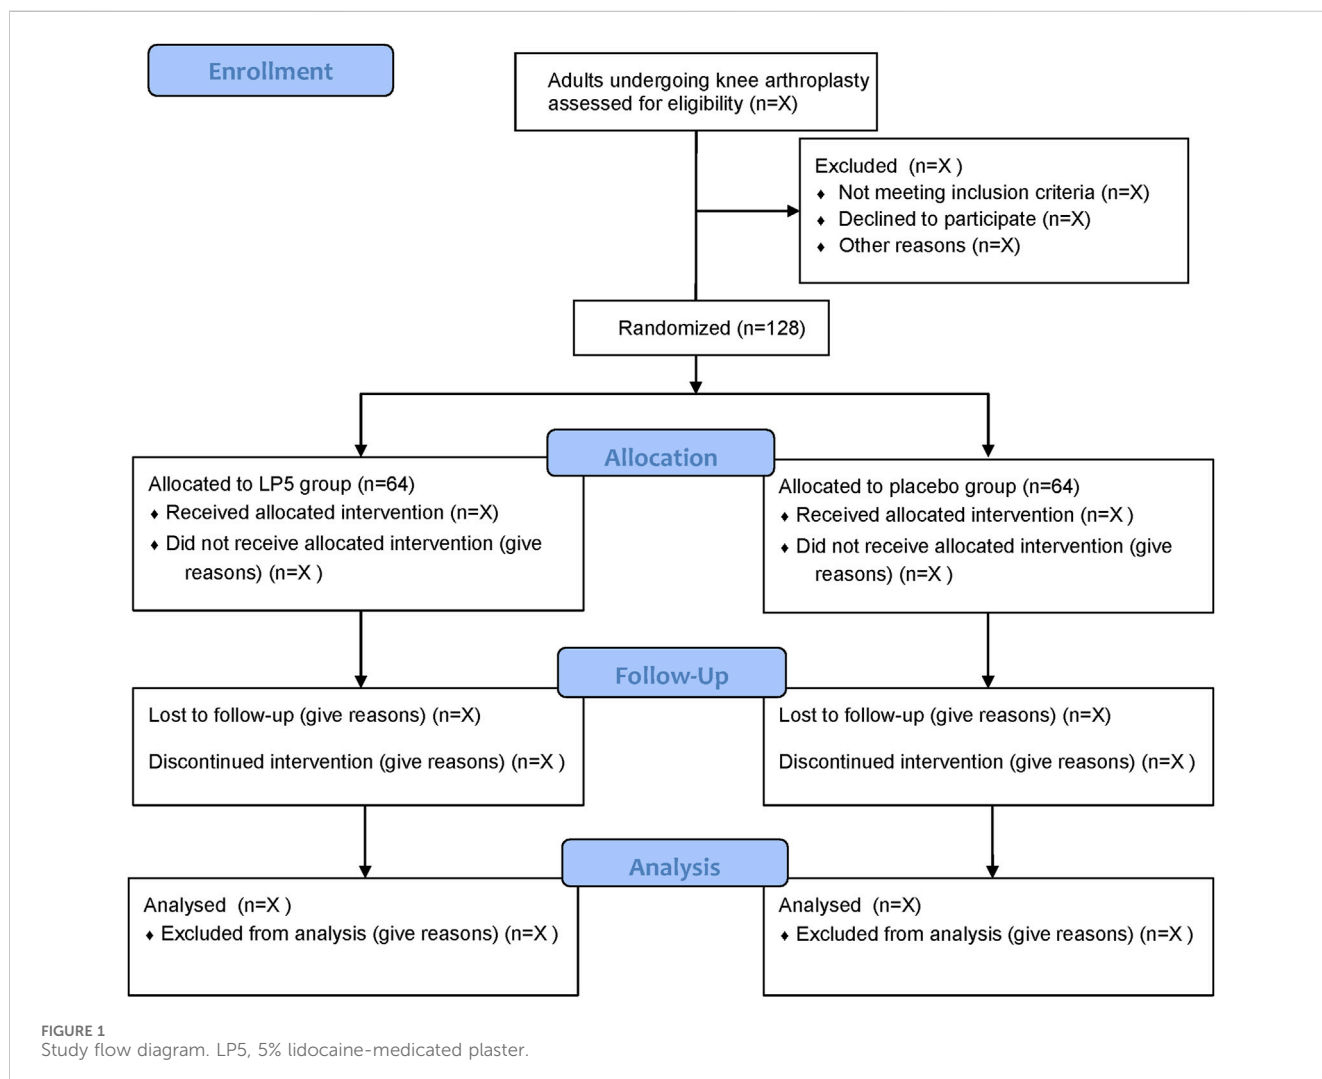 Enrollment
Adults undergoing knee arthroplasty
assessed for eligibility (n=X)
Excluded (n=X )
♦ Not meeting inclusion criteria (n=X)
♦ Declined to participate (n=X)
♦ Other reasons (n=X)
Randomized (n=128)
Allocation
Allocated to LP5 group (n=64)
♦ Received allocated intervention (n=X)
♦ Did not receive allocated intervention (give
reasons) (n=X )
Allocated to placebo group (n=64)
♦ Received allocated intervention (n=X )
♦ Did not receive allocated intervention (give
reasons) (n=X )
Follow-Up
Lost to follow-up (give reasons) (n=X)
Discontinued intervention (give reasons) (n=X )
Lost to follow-up (give reasons) (n=X)
Discontinued intervention (give reasons) (n=X )
Analysis
Analysed (n=X )
♦ Excluded from analysis (give reasons) (n=X )
Analysed (n=X)
♦ Excluded from analysis (give reasons) (n=X )
FIGURE 1
Study flow diagram. LP5, 5% lidocaine-medicated plaster.